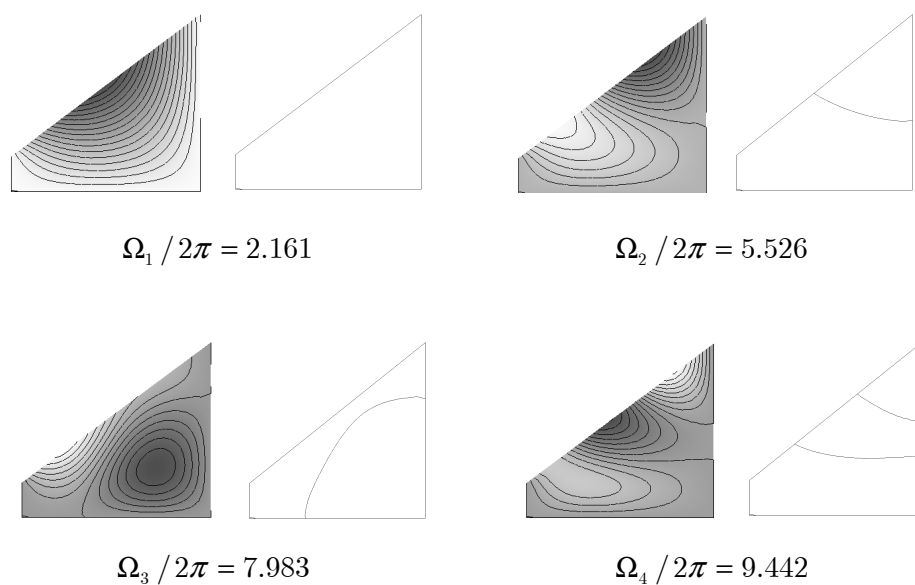 Ω₁ / 2π = 2.161
Ω₂ / 2π = 5.526
Ω₃ / 2π = 7.983
Ω₄ / 2π = 9.442